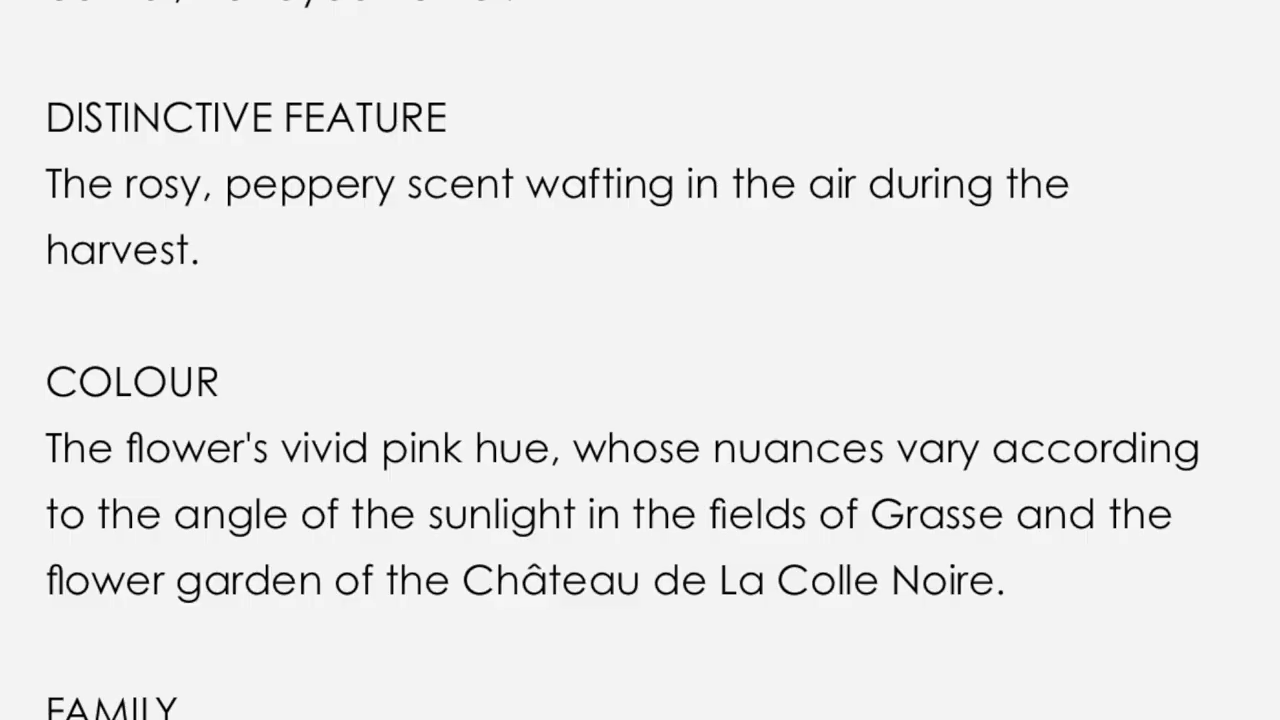 DISTINCTIVE FEATURE
The rosy, peppery scent wafting in the air during the
harvest.
COLOUR
The flower's vivid pink hue, whose nuances vary according
to the angle of the sunlight in the fields of Grasse and the
flower garden of the Château de La Colle Noire.
FAMILY